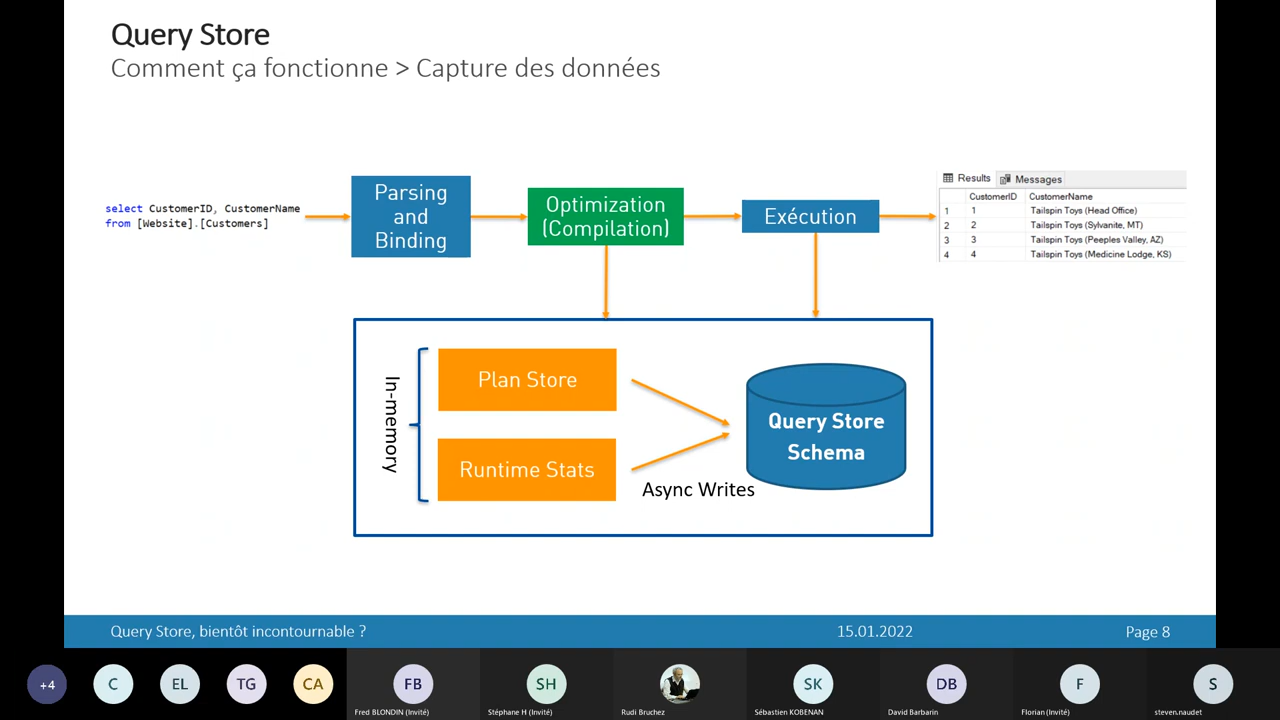 Query Store
Comment ça fonctionne > Capture des données
select CustomerID, CustomerName
from [Website].[Customers]
Parsing
and
Binding
Optimization
(Compilation)
Exécution
Results Messages
CustomerID CustomerName
1 1 Tailspin Toys (Head Office)
2 2 Tailspin Toys (Sylvanite, MT)
3 3 Tailspin Toys (Peeples Valley, AZ)
4 4 Tailspin Toys (Medicine Lodge, KS)
In-memory
Plan Store
Runtime Stats
Async Writes
Query Store
Schema
Query Store, bientôt incontournable ?
15.01.2022
Page 8
+4
C
EL
TG
CA
FB
SH
SK
DB
F
S
Fred BLONDIN (Invité)
Stéphane H (Invité)
Rudi Bruchez
Sébastien KOBENAN
David Barbarin
Florian (Invité)
steven.naudet